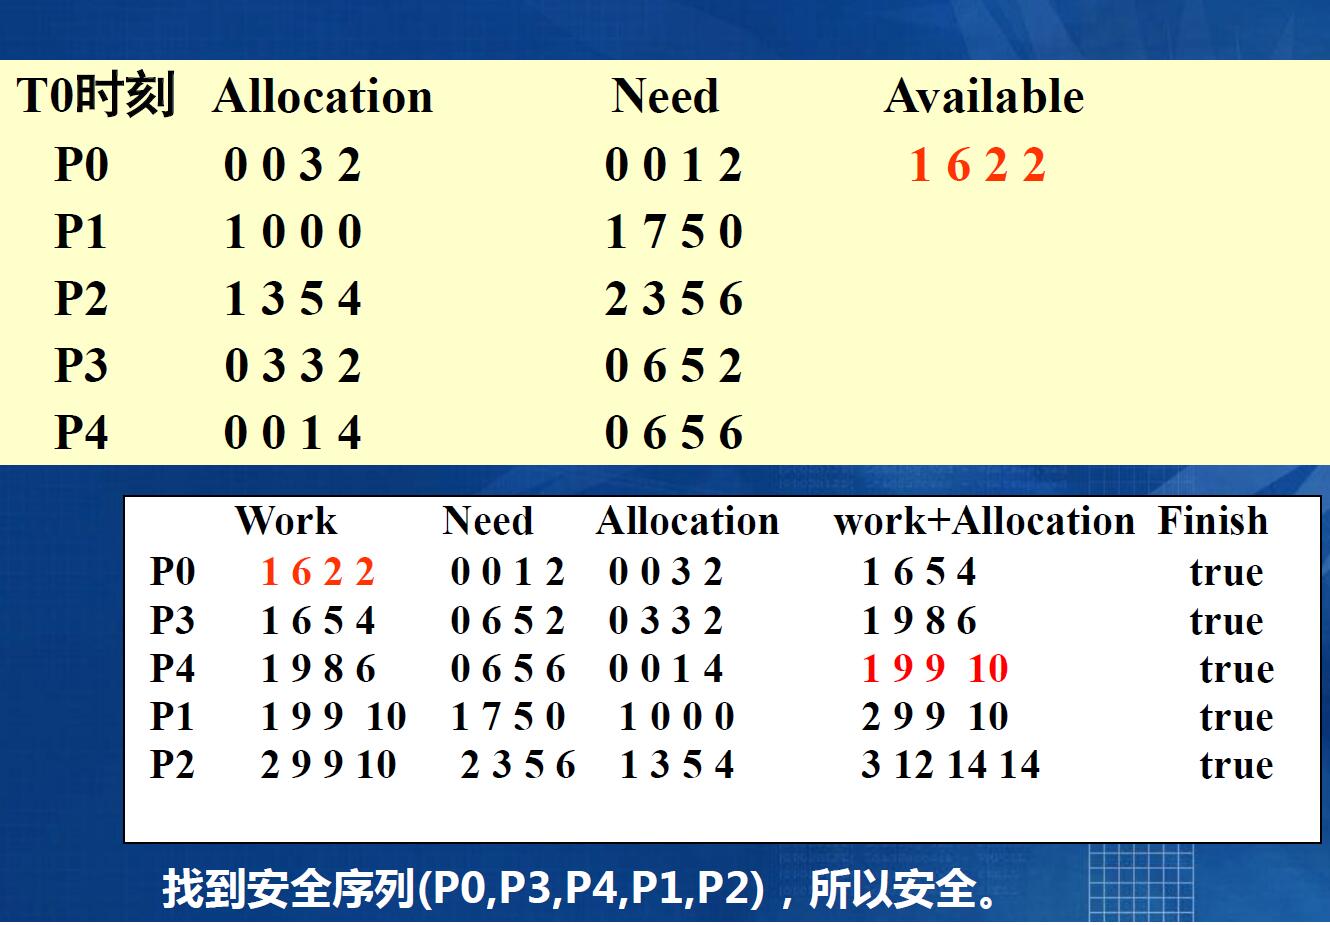 T0时刻 Allocation Need Available
P0 0 0 3 2 0 0 1 2 1 6 2 2
P1 1 0 0 0 1 7 5 0
P2 1 3 5 4 2 3 5 6
P3 0 3 3 2 0 6 5 2
P4 0 0 1 4 0 6 5 6
Work Need Allocation work+Allocation Finish
P0 1 6 2 2 0 0 1 2 0 0 3 2 1 6 5 4 true
P3 1 6 5 4 0 6 5 2 0 3 3 2 1 9 8 6 true
P4 1 9 8 6 0 6 5 6 0 0 1 4 1 9 9 10 true
P1 1 9 9 10 1 7 5 0 1 0 0 0 2 9 9 10 true
P2 2 9 9 10 2 3 5 6 1 3 5 4 3 12 14 14 true
找到安全序列(P0,P3,P4,P1,P2)，所以安全。